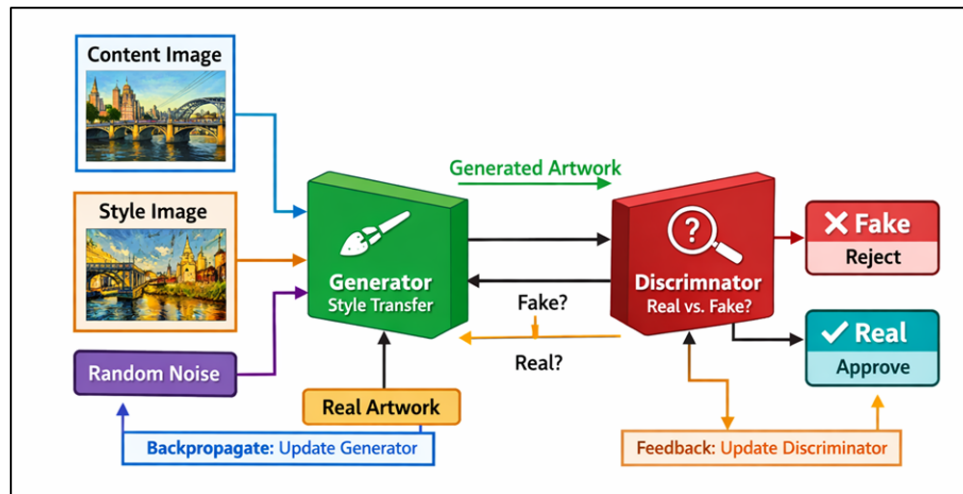 Content Image
Style Image
Random Noise
Generated Artwork
Generator
Style Transfer
Fake?
Real?
Discrimnator
Real vs. Fake?
?
Fake
Reject
Real
Approve
Real Artwork
Backpropagate: Update Generator
Feedback: Update Discriminator